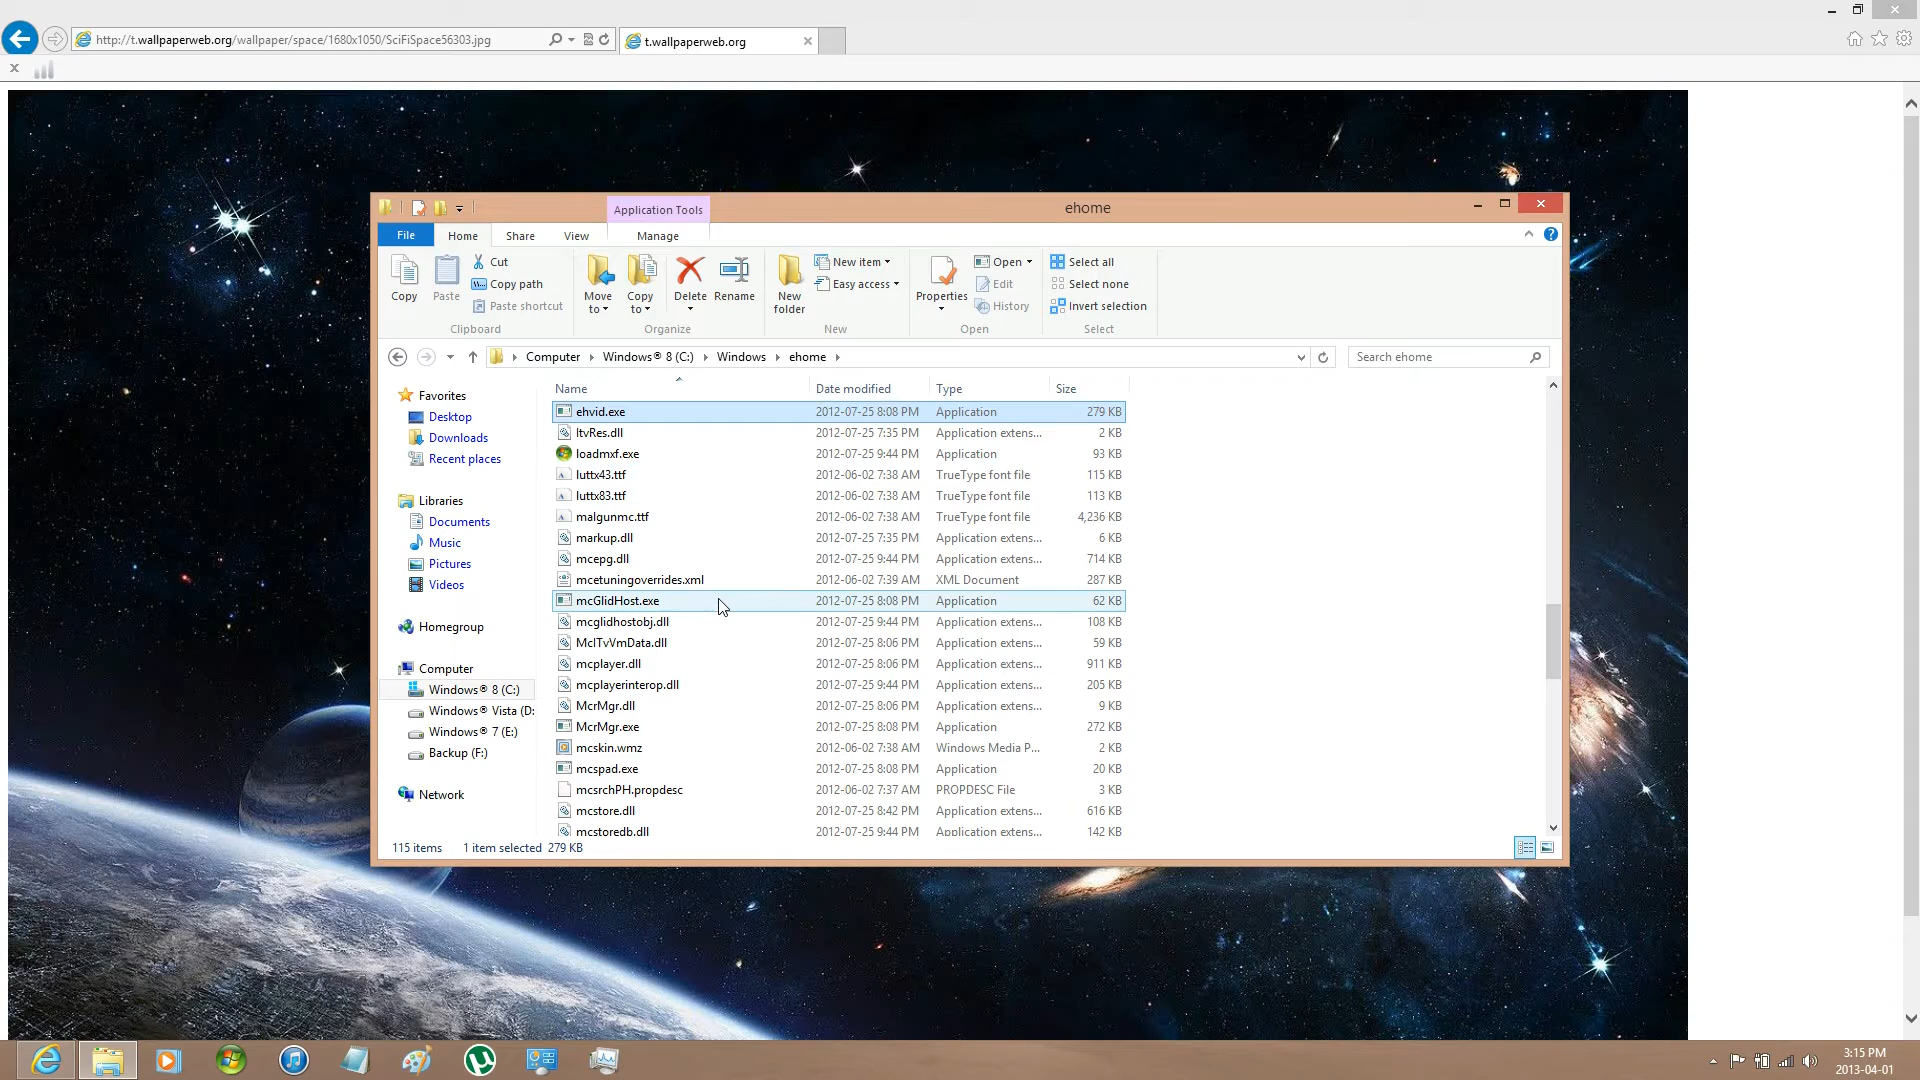 http://t.wallpaperweb.org/wallpaper/space/1680x1050/SciFiSpace56303.jpg
t.wallpaperweb.org
Application Tools
ehome
File
Home
Share
View
Manage
Copy
Paste
Cut
Copy path
Paste shortcut
Clipboard
Move to
Copy to
Delete
Rename
Organize
New folder
New item
Easy access
New
Properties
Open
Edit
History
Open
Select all
Select none
Invert selection
Select
Computer
Windows® 8 (C:)
Windows
ehome
Search ehome
Favorites
Desktop
Downloads
Recent places
Libraries
Documents
Music
Pictures
Videos
Homegroup
Computer
Windows® 8 (C:)
Windows® Vista (D:
Windows® 7 (E:)
Backup (F:)
Network
Name Date modified Type Size
ehvid.exe 2012-07-25 8:08 PM Application 279 KB
ltvRes.dll 2012-07-25 7:35 PM Application extens... 2 KB
loadmxf.exe 2012-07-25 9:44 PM Application 93 KB
luttx43.ttf 2012-06-02 7:38 AM TrueType font file 115 KB
luttx83.ttf 2012-06-02 7:38 AM TrueType font file 113 KB
malgunmc.ttf 2012-06-02 7:38 AM TrueType font file 4,236 KB
markup.dll 2012-07-25 7:35 PM Application extens... 6 KB
mcepg.dll 2012-07-25 9:44 PM Application extens... 714 KB
mcetuningoverrides.xml 2012-06-02 7:39 AM XML Document 287 KB
mcGlidHost.exe 2012-07-25 8:08 PM Application 62 KB
mcglidhostobj.dll 2012-07-25 9:44 PM Application extens... 108 KB
McITvVmData.dll 2012-07-25 8:06 PM Application extens... 59 KB
mcplayer.dll 2012-07-25 8:06 PM Application extens... 911 KB
mcplayerinterop.dll 2012-07-25 9:44 PM Application extens... 205 KB
McrMgr.dll 2012-07-25 8:06 PM Application extens... 9 KB
McrMgr.exe 2012-07-25 8:08 PM Application 272 KB
mcskin.wmz 2012-06-02 7:38 AM Windows Media P... 2 KB
mcspad.exe 2012-07-25 8:08 PM Application 20 KB
mcsrchPH.propdesc 2012-06-02 7:37 AM PROPDESC File 3 KB
mcstore.dll 2012-07-25 8:42 PM Application extens... 616 KB
mcstoredb.dll 2012-07-25 9:44 PM Application extens... 142 KB
115 items 1 item selected 279 KB
3:15 PM
2013-04-01